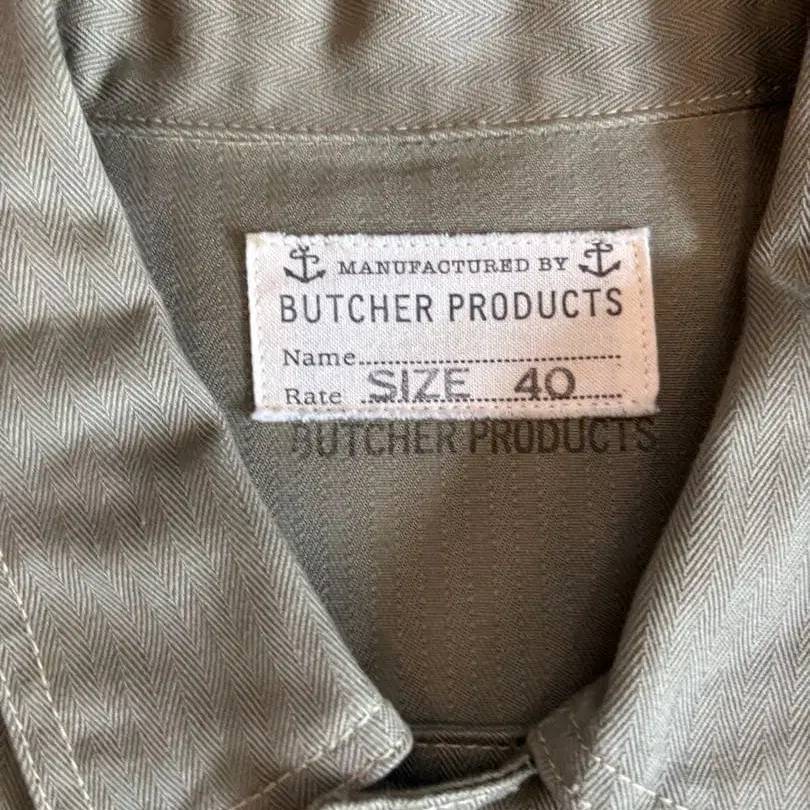 MANUFACTURED BY
BUTCHER PRODUCTS
Name
Rate SIZE 40
BUTCHER PRODUCTS